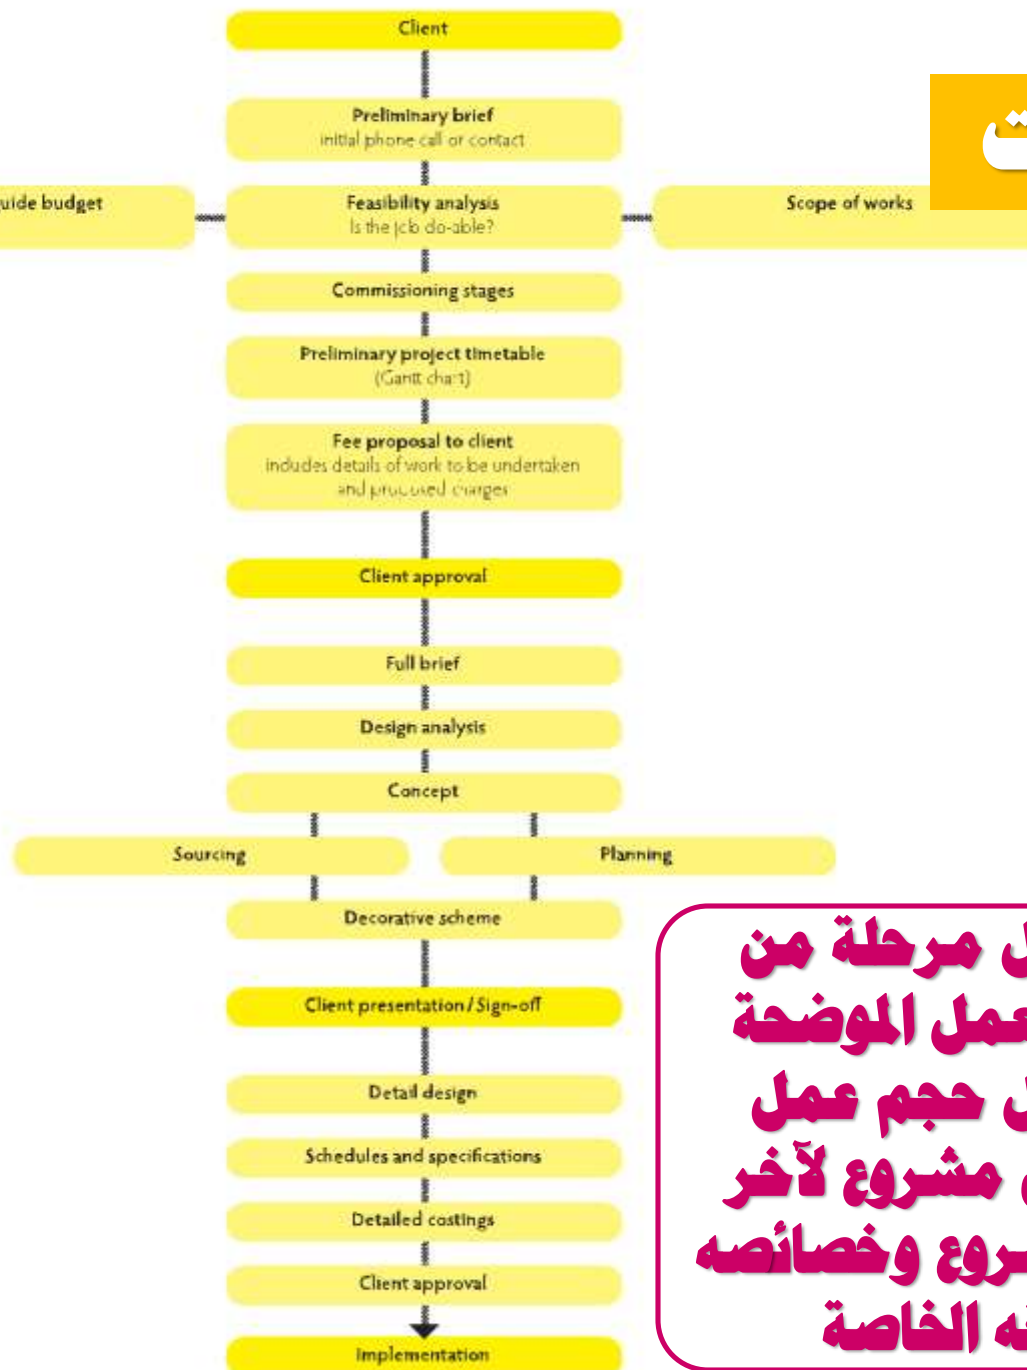 Client
Preliminary brief
initial phone call or contact
uide budget
Feasibility analysis
Is the job do-able?
Scope of works
Commissioning stages
Preliminary project timetable
(Gantt chart)
Fee proposal to client
includes details of work to be undertaken
and proposed charges
Client approval
Full brief
Design analysis
Concept
Sourcing
Planning
Decorative scheme
Client presentation / Sign-off
Detail design
Schedules and specifications
Detailed costings
Client approval
Implementation
ت
ل مرحلة من
عمل الموضحة
ل حجم عمل
مشروع لآخر
روع وخصائصه
الخاصة